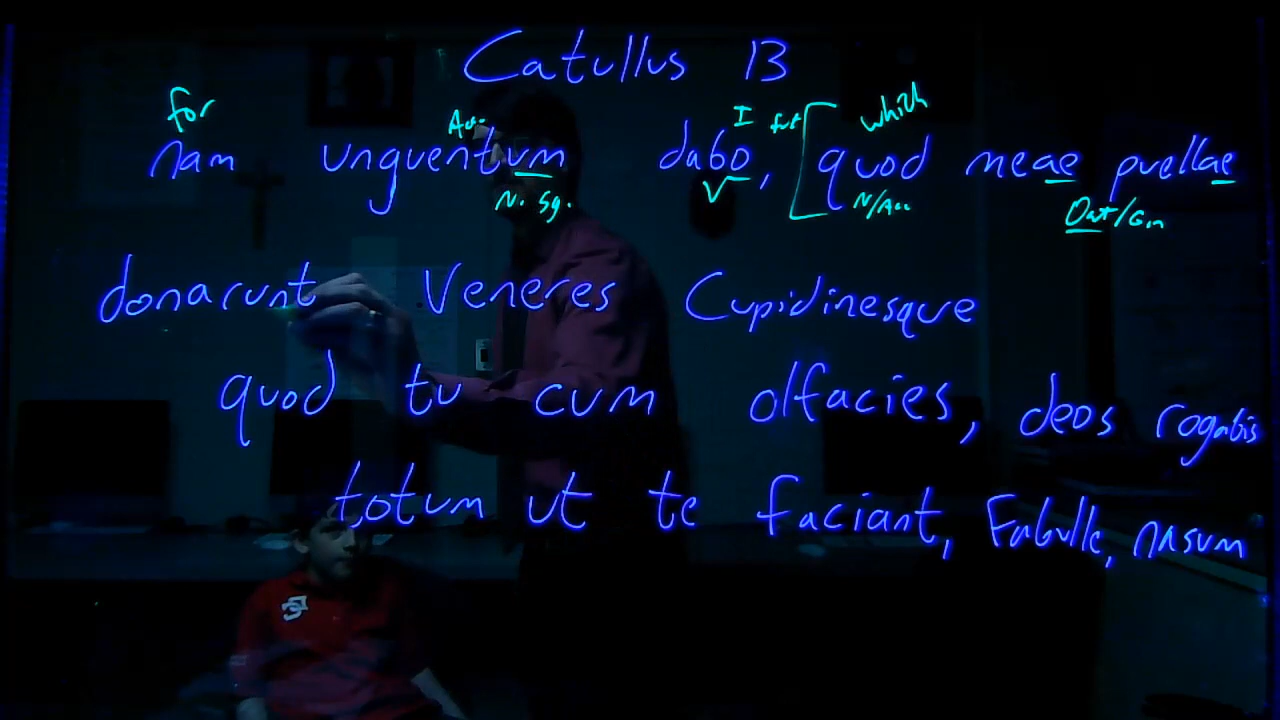 Catullus 13
for Acc. I fut which
nam unguentum dabo, [quod meae puellae
N. Sg. V N/Acc Dat/Gen
donarunt Veneres Cupidinesque
quod tu cum olfacies, deos rogabis
totum ut te faciant, Fabulle, nasum